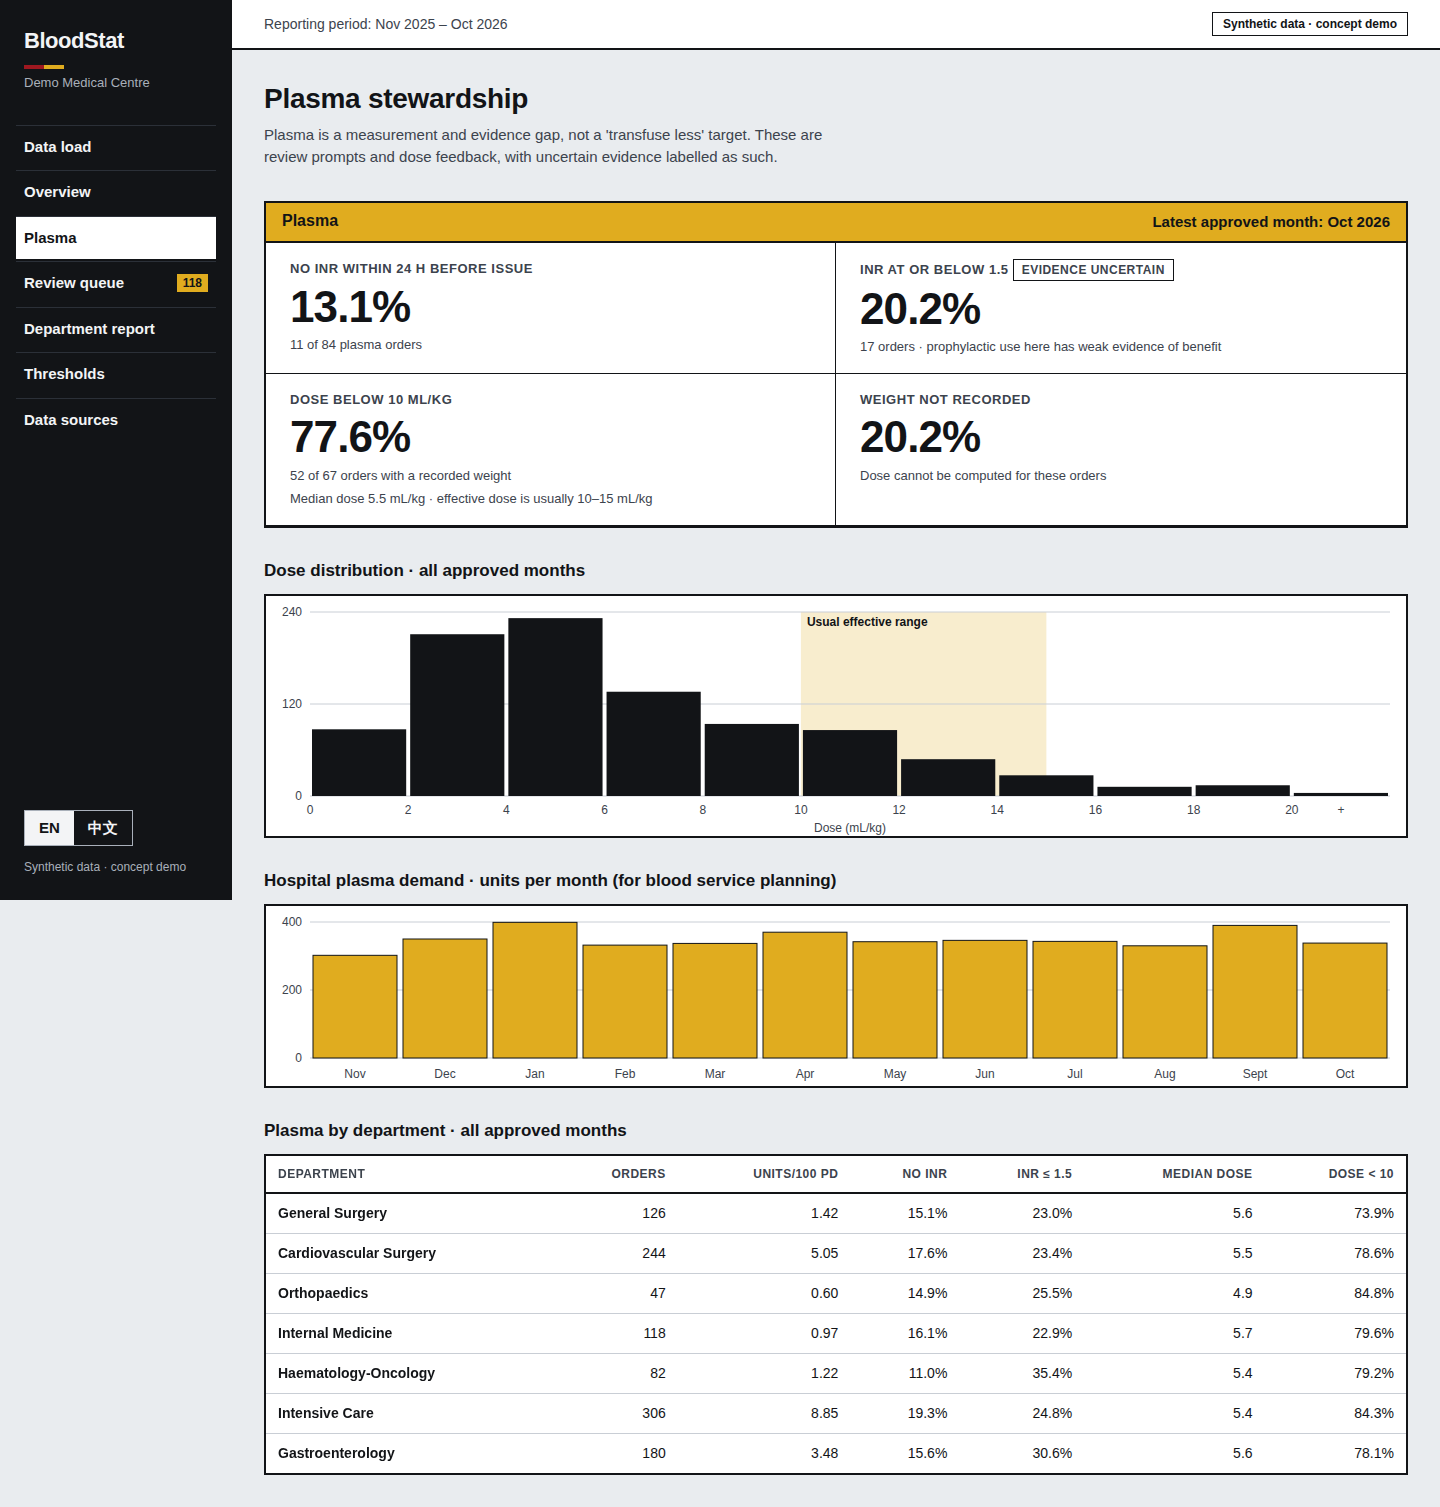 BloodStat
Demo Medical Centre
Data load
Overview
Plasma
Review queue 118
Department report
Thresholds
Data sources
EN 中文
Synthetic data · concept demo
Reporting period: Nov 2025 – Oct 2026
Synthetic data · concept demo
Plasma stewardship
Plasma is a measurement and evidence gap, not a 'transfuse less' target. These are
review prompts and dose feedback, with uncertain evidence labelled as such.
Plasma
Latest approved month: Oct 2026
NO INR WITHIN 24 H BEFORE ISSUE
13.1%
11 of 84 plasma orders
INR AT OR BELOW 1.5 EVIDENCE UNCERTAIN
20.2%
17 orders · prophylactic use here has weak evidence of benefit
DOSE BELOW 10 ML/KG
77.6%
52 of 67 orders with a recorded weight
Median dose 5.5 mL/kg · effective dose is usually 10–15 mL/kg
WEIGHT NOT RECORDED
20.2%
Dose cannot be computed for these orders
Dose distribution · all approved months
240
Usual effective range
120
0
0 2 4 6 8 10 12 14 16 18 20 +
Dose (mL/kg)
Hospital plasma demand · units per month (for blood service planning)
400
200
0
Nov Dec Jan Feb Mar Apr May Jun Jul Aug Sept Oct
Plasma by department · all approved months
DEPARTMENT ORDERS UNITS/100 PD NO INR INR ≤ 1.5 MEDIAN DOSE DOSE < 10
General Surgery 126 1.42 15.1% 23.0% 5.6 73.9%
Cardiovascular Surgery 244 5.05 17.6% 23.4% 5.5 78.6%
Orthopaedics 47 0.60 14.9% 25.5% 4.9 84.8%
Internal Medicine 118 0.97 16.1% 22.9% 5.7 79.6%
Haematology-Oncology 82 1.22 11.0% 35.4% 5.4 79.2%
Intensive Care 306 8.85 19.3% 24.8% 5.4 84.3%
Gastroenterology 180 3.48 15.6% 30.6% 5.6 78.1%